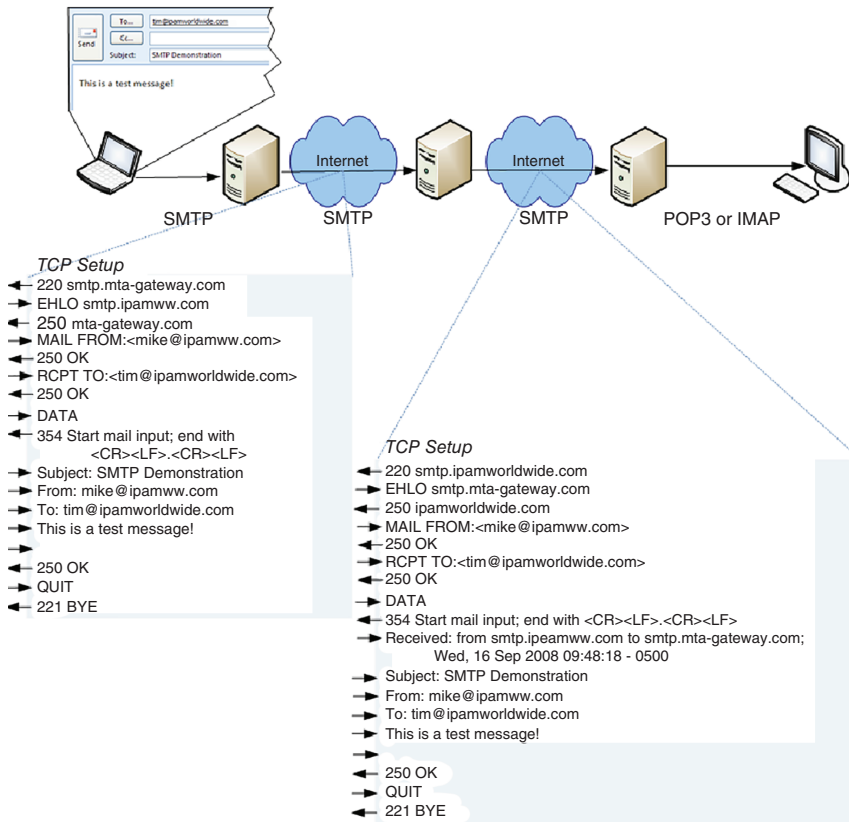 To...
tim@ipamworldwide.com
Send
Cc...
Subject:
SMTP Demonstration
This is a test message!
Internet
Internet
SMTP
SMTP
SMTP
POP3 or IMAP
TCP Setup
220 smtp.mta-gateway.com
EHLO smtp.ipamww.com
250 mta-gateway.com
MAIL FROM:<mike@ipamww.com>
250 OK
RCPT TO:<tim@ipamworldwide.com>
250 OK
DATA
354 Start mail input; end with
<CR><LF>.<CR><LF>
Subject: SMTP Demonstration
From: mike@ipamww.com
To: tim@ipamworldwide.com
This is a test message!
250 OK
QUIT
221 BYE
TCP Setup
220 smtp.ipamworldwide.com
EHLO smtp.mta-gateway.com
250 ipamworldwide.com
MAIL FROM:<mike@ipamww.com>
250 OK
RCPT TO:<tim@ipamworldwide.com>
250 OK
DATA
354 Start mail input; end with <CR><LF>.<CR><LF>
Received: from smtp.ipeamww.com to smtp.mta-gateway.com;
Wed, 16 Sep 2008 09:48:18 - 0500
Subject: SMTP Demonstration
From: mike@ipamww.com
To: tim@ipamworldwide.com
This is a test message!
250 OK
QUIT
221 BYE